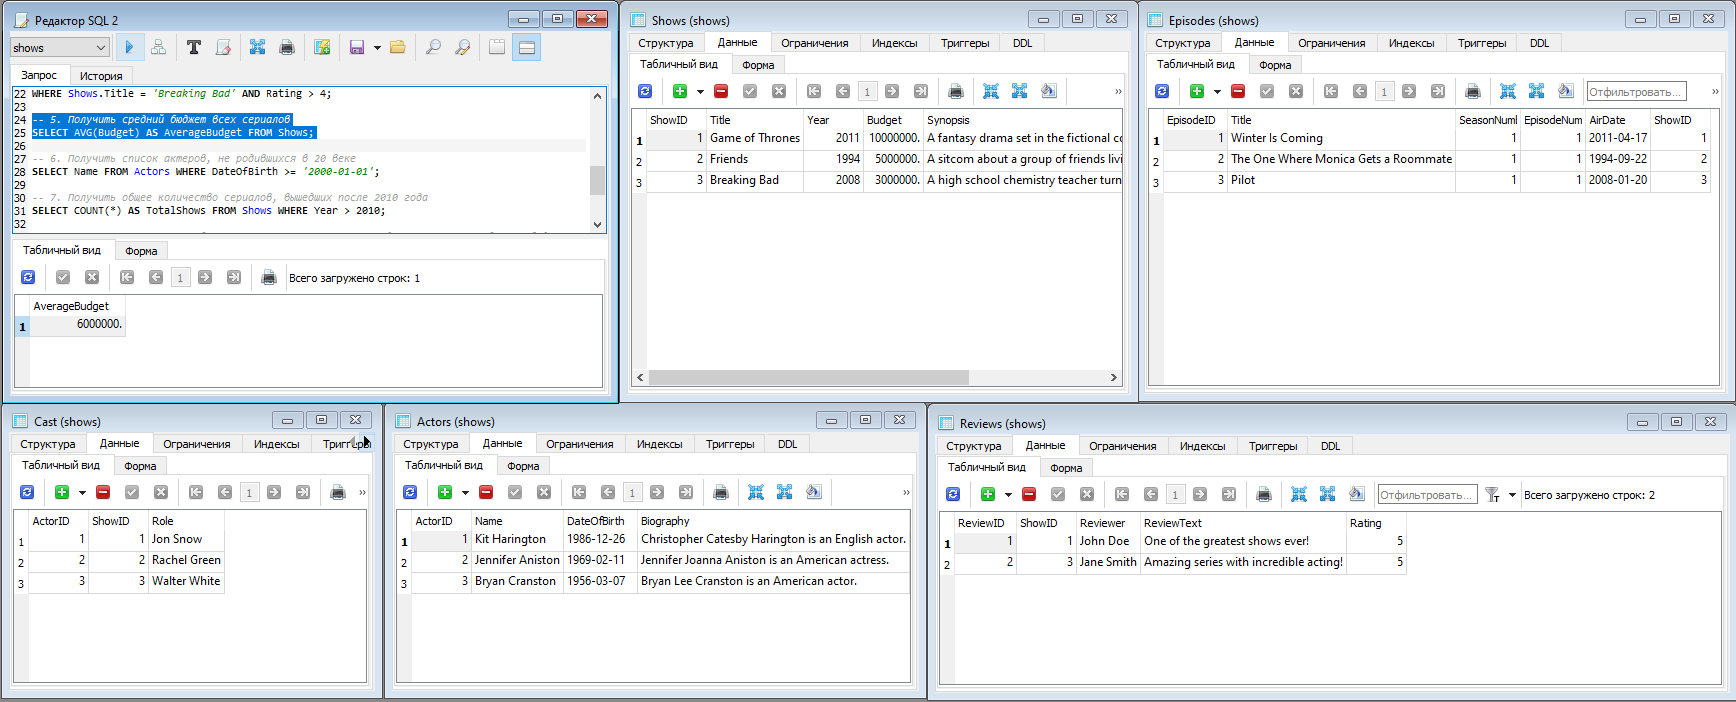 Редактор SQL 2
shows
Запрос История
22 WHERE Shows.Title = 'Breaking Bad' AND Rating > 4;
23
24 -- 5. Получить средний бюджет всех сериалов
25 SELECT AVG(Budget) AS AverageBudget FROM Shows;
26
27 -- 6. Получить список актеров, не родившихся в 20 веке
28 SELECT Name FROM Actors WHERE DateOfBirth >= '2000-01-01';
29
30 -- 7. Получить общее количество сериалов, вышедших после 2010 года
31 SELECT COUNT(*) AS TotalShows FROM Shows WHERE Year > 2010;
32
Табличный вид Форма
1 Всего загружено строк: 1
AverageBudget
1 6000000.
Shows (shows)
Структура Данные Ограничения Индексы Триггеры DDL
Табличный вид Форма
1 »
ShowID Title Year Budget Synopsis
1 1 Game of Thrones 2011 10000000. A fantasy drama set in the fictional co
2 2 Friends 1994 5000000. A sitcom about a group of friends livi
3 3 Breaking Bad 2008 3000000. A high school chemistry teacher turn
Episodes (shows)
Структура Данные Ограничения Индексы Триггеры DDL
Табличный вид Форма
1 Отфильтровать... »
EpisodeID Title SeasonNuml EpisodeNum AirDate ShowID
1 1 Winter Is Coming 1 1 2011-04-17 1
2 2 The One Where Monica Gets a Roommate 1 1 1994-09-22 2
3 3 Pilot 1 1 2008-01-20 3
Cast (shows)
Структура Данные Ограничения Индексы Триггеры
Табличный вид Форма
1 »
ActorID ShowID Role
1 1 1 Jon Snow
2 2 2 Rachel Green
3 3 3 Walter White
Actors (shows)
Структура Данные Ограничения Индексы Триггеры DDL
Табличный вид Форма
1 »
ActorID Name DateOfBirth Biography
1 1 Kit Harington 1986-12-26 Christopher Catesby Harington is an English actor.
2 2 Jennifer Aniston 1969-02-11 Jennifer Joanna Aniston is an American actress.
3 3 Bryan Cranston 1956-03-07 Bryan Lee Cranston is an American actor.
Reviews (shows)
Структура Данные Ограничения Индексы Триггеры DDL
Табличный вид Форма
1 Отфильтровать... Всего загружено строк: 2
ReviewID ShowID Reviewer ReviewText Rating
1 1 1 John Doe One of the greatest shows ever! 5
2 2 3 Jane Smith Amazing series with incredible acting! 5